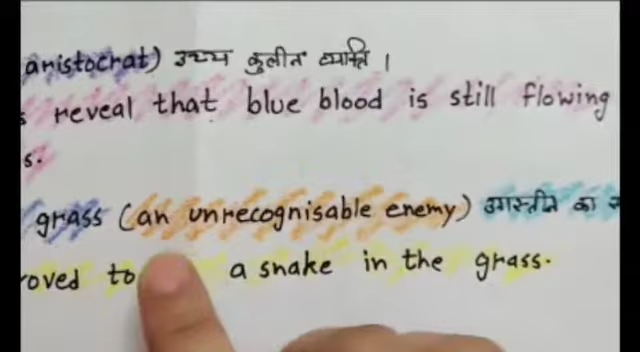 aristocrat) उच्च कुलीन व्यक्ति ।
reveal that blue blood is still flowing
s.
grass (an unrecognisable enemy) का
roved to a snake in the grass.